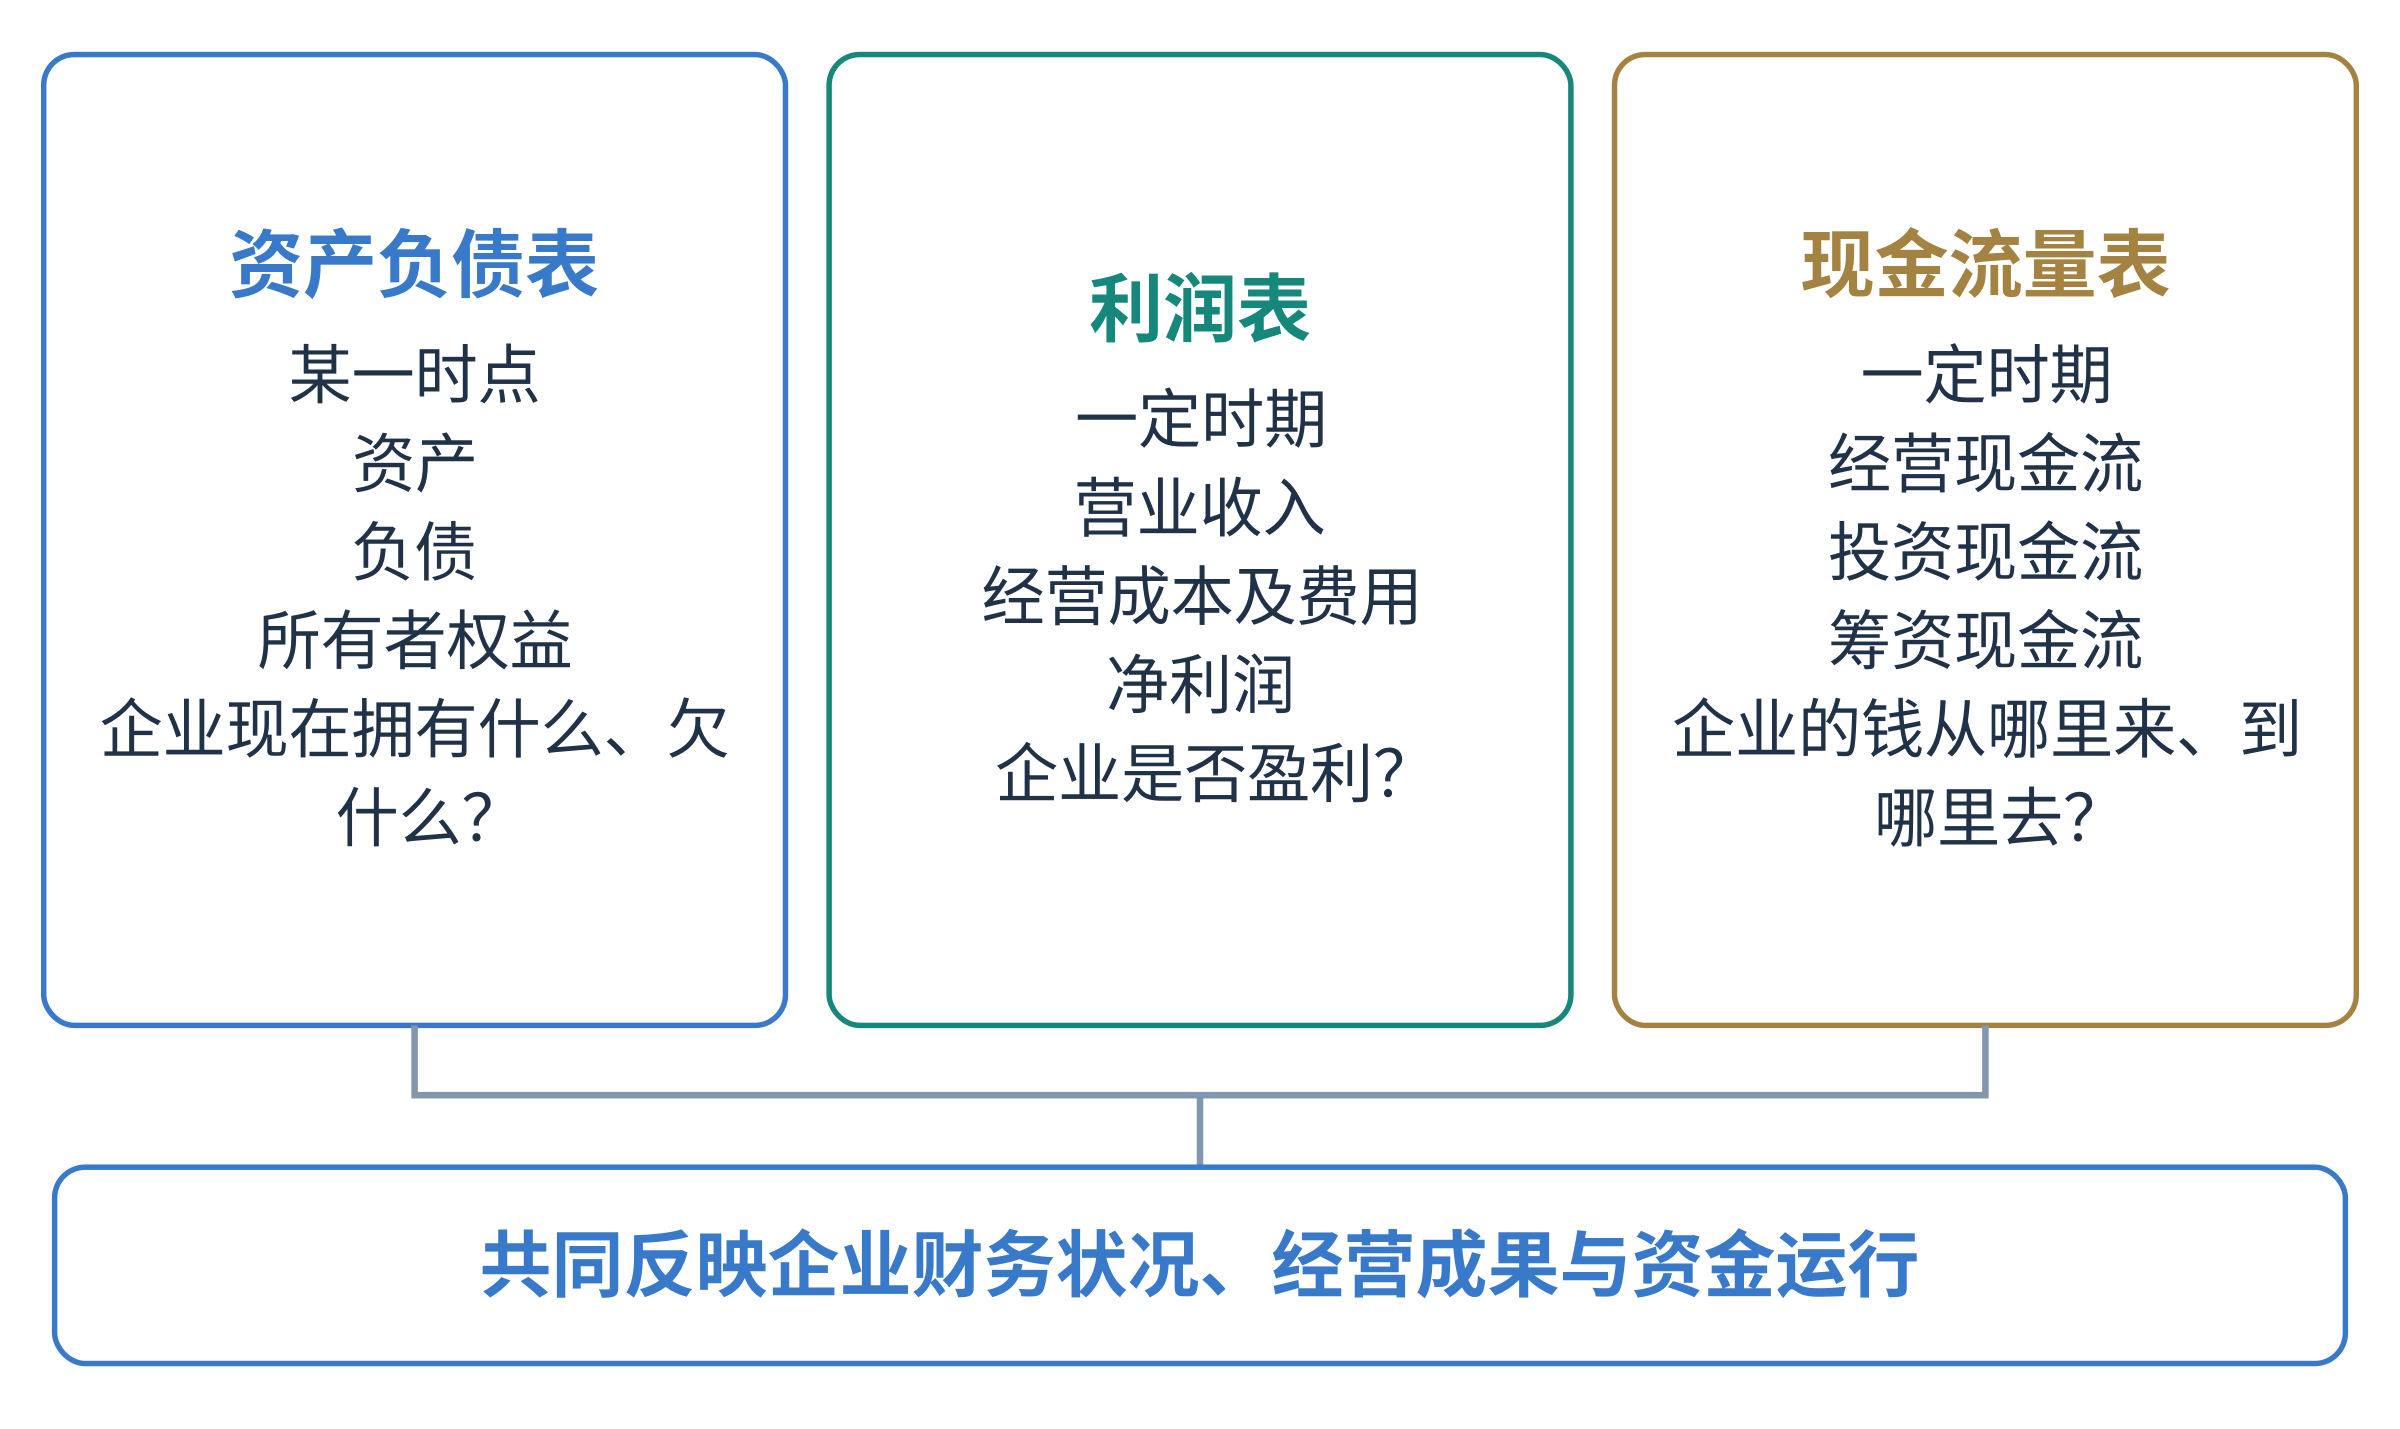 资产负债表
某一时点
资产
负债
所有者权益
企业现在拥有什么、欠
什么？
利润表
一定时期
营业收入
经营成本及费用
净利润
企业是否盈利？
现金流量表
一定时期
经营现金流
投资现金流
筹资现金流
企业的钱从哪里来、到
哪里去？
共同反映企业财务状况、经营成果与资金运行